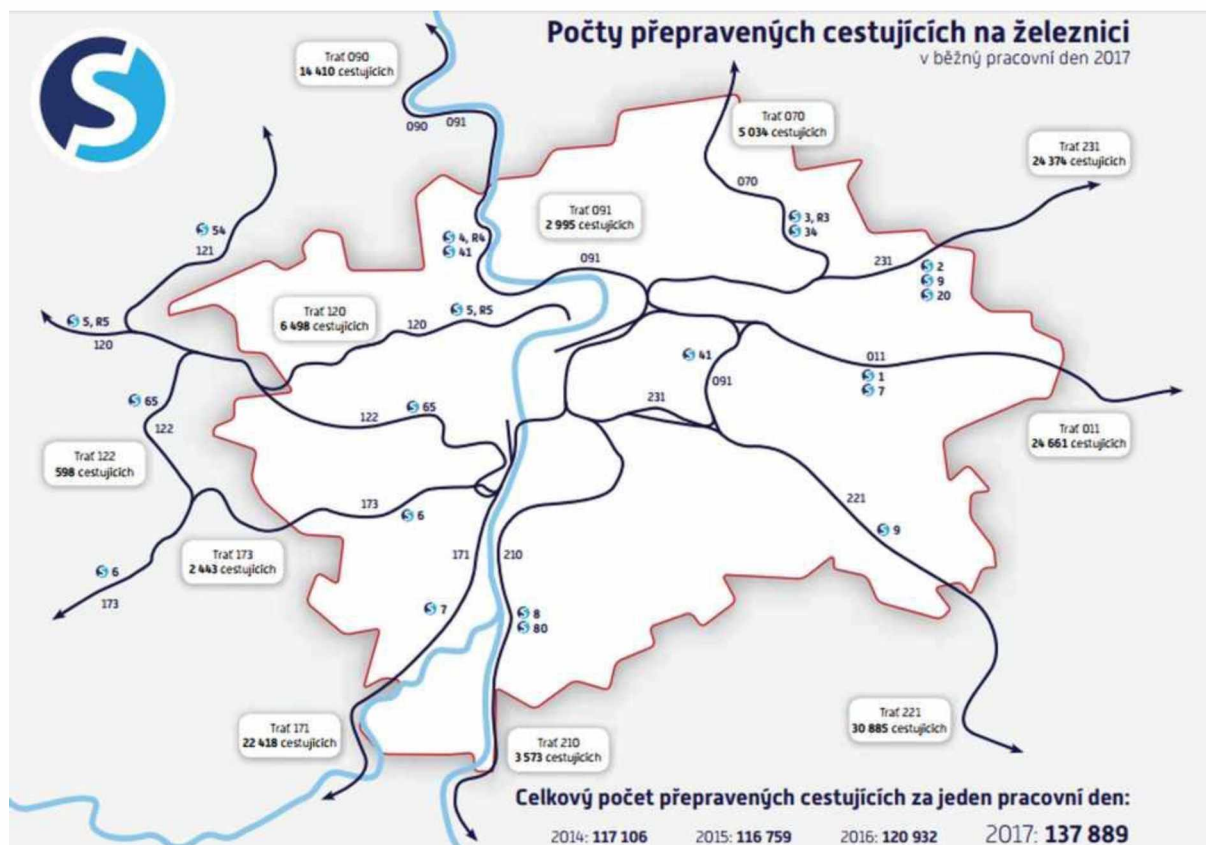 Počty přepravených cestujících na železnici
v běžný pracovní den 2017
S
Trať 090
14 410 cestujících
090
091
Trať 070
5 034 cestujících
Trať 231
24 374 cestujících
070
Trať 091
2 995 cestujících
S 3, R3
S 34
S 54
121
S 4, R4
S 41
091
231
S 2
S 9
S 20
Trať 120
6 498 cestujících
S 5, R5
120
S 5, R5
120
S 41
091
011
S 1
S 7
S 65
122
122
S 65
231
Trať 011
24 661 cestujících
Trať 122
598 cestujících
173
S 6
221
S 9
Trať 173
2 443 cestujících
171
210
S 6
173
S 7
S 8
S 80
Trať 171
22 418 cestujících
Trať 210
3 573 cestujících
Trať 221
30 885 cestujících
Celkový počet přepravených cestujících za jeden pracovní den:
2014: 117 106 2015: 116 759 2016: 120 932 2017: 137 889